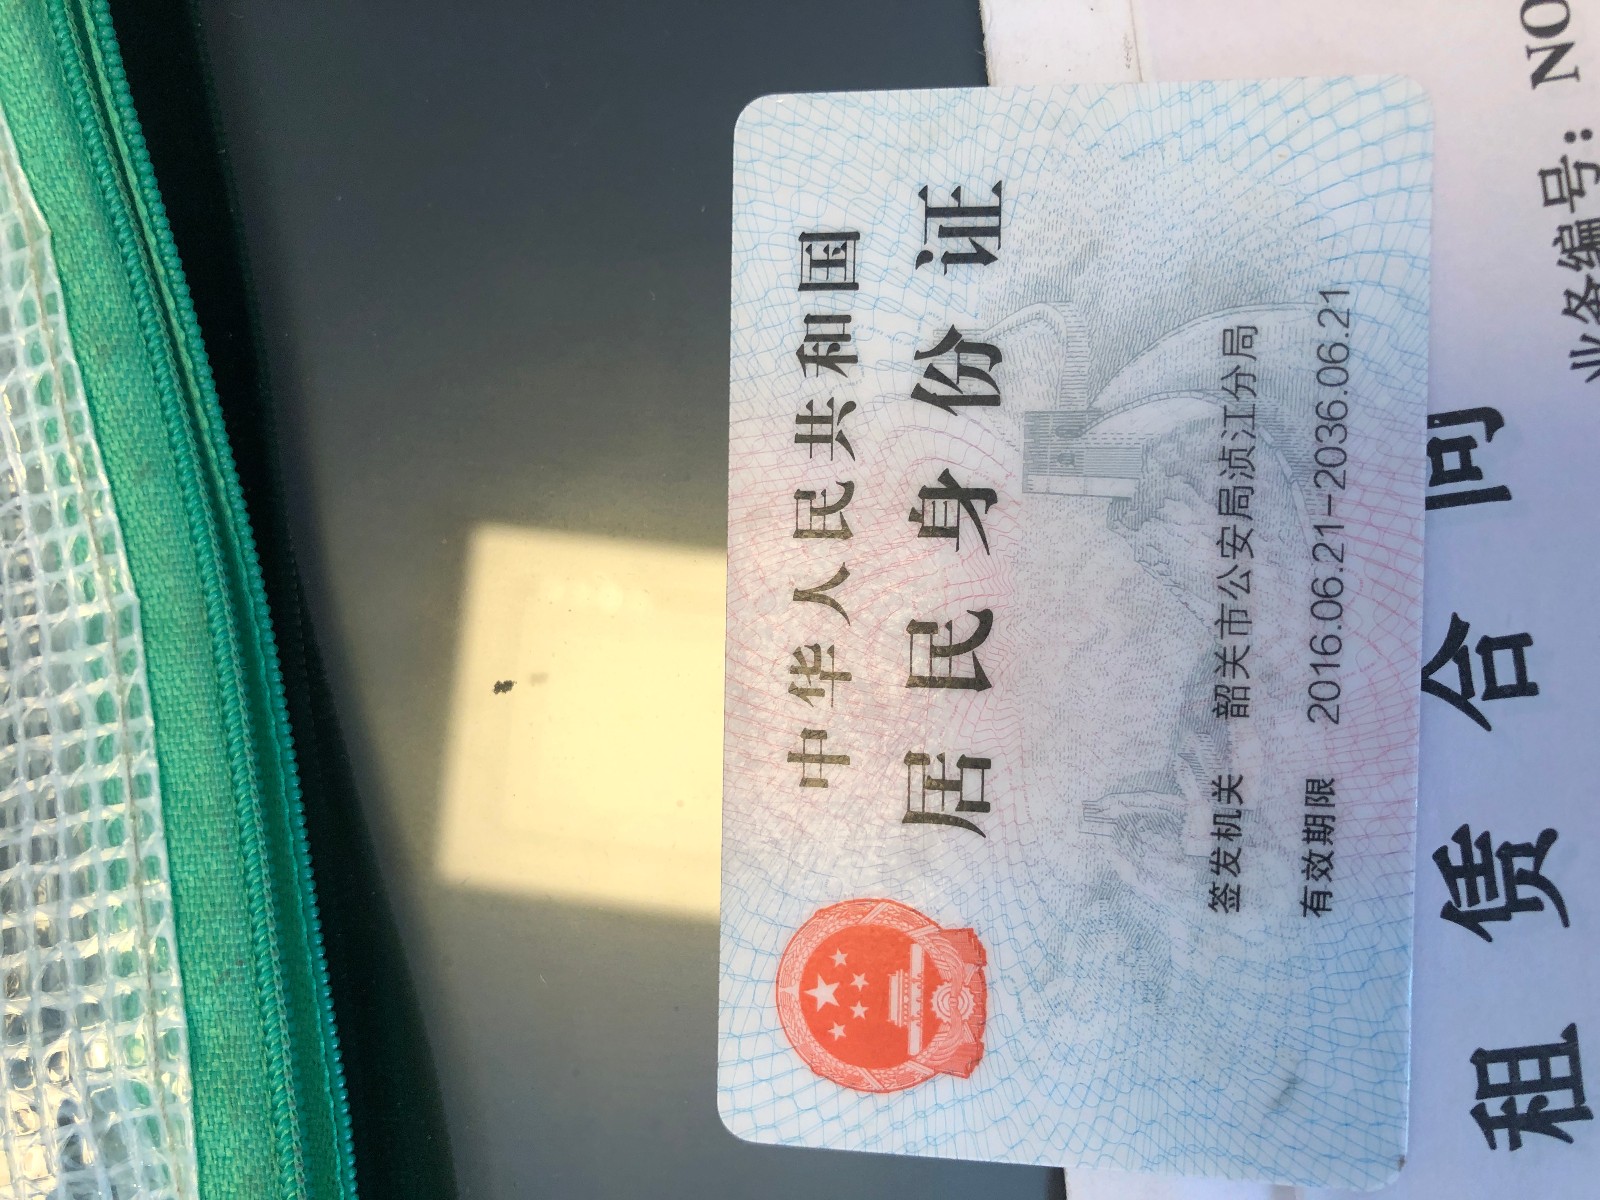 中华人民共和国
居民身份证
签发机关 韶关市公安局浈江分局
有效期限 2016.06.21-2036.06.21
租赁合同
业务编号：NO